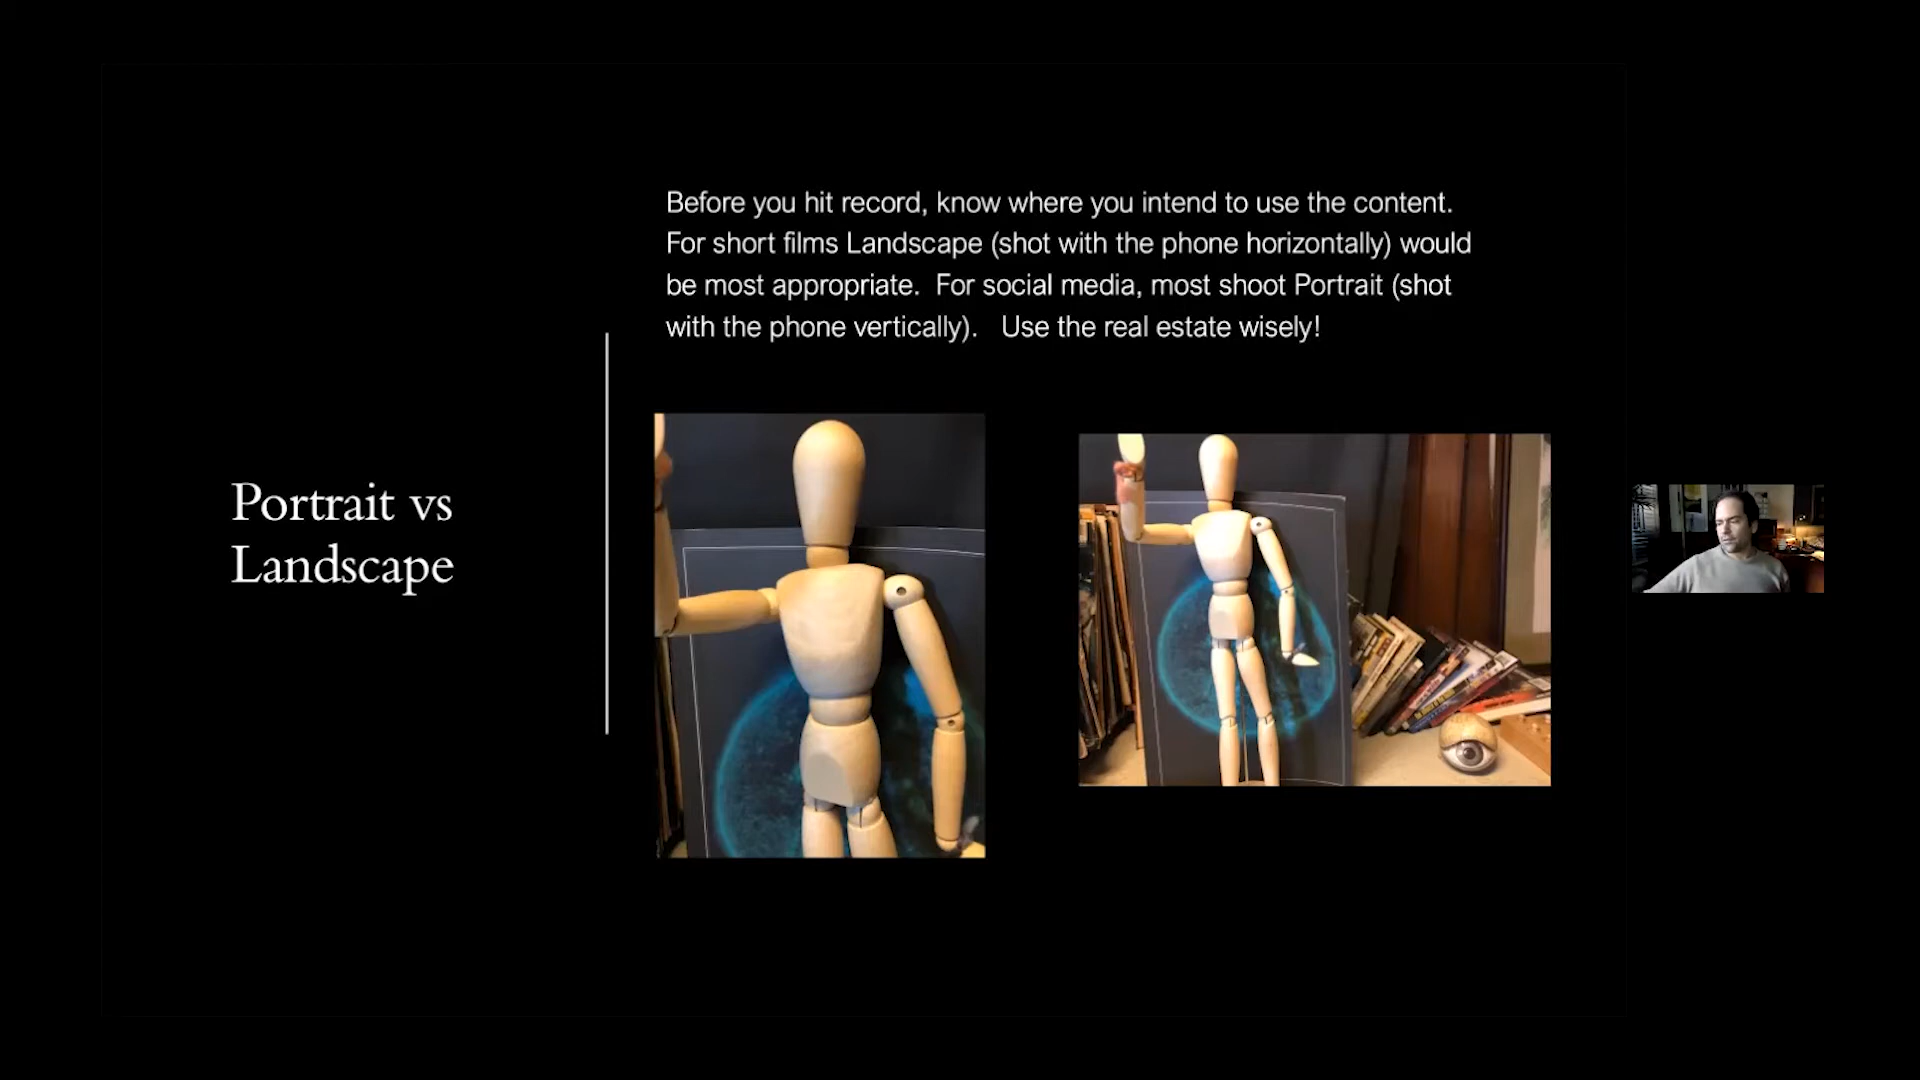 Before you hit record, know where you intend to use the content.
For short films Landscape (shot with the phone horizontally) would
be most appropriate.  For social media, most shoot Portrait (shot
with the phone vertically).   Use the real estate wisely!
Portrait vs
Landscape